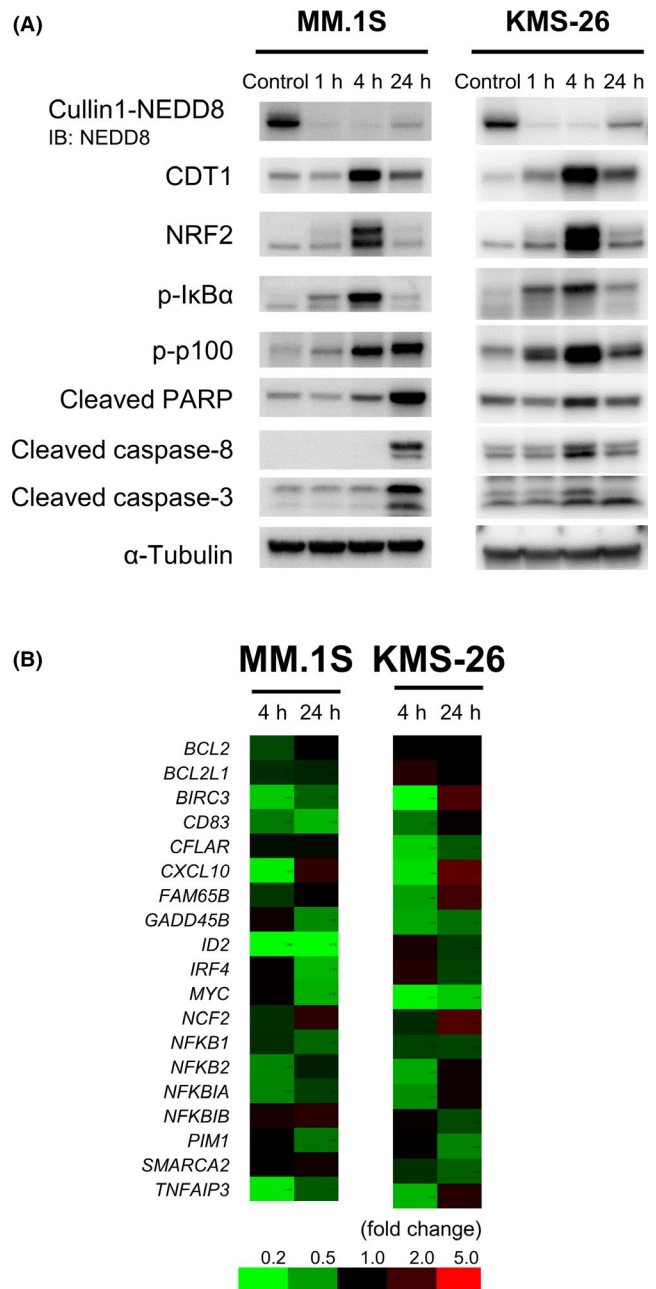 (A)
MM.1S KMS-26
Control 1 h 4 h 24 h Control 1 h 4 h 24 h
Cullin1-NEDD8
IB: NEDD8
CDT1
NRF2
p-IκBα
p-p100
Cleaved PARP
Cleaved caspase-8
Cleaved caspase-3
α-Tubulin
(B)
MM.1S KMS-26
4 h 24 h 4 h 24 h
BCL2
BCL2L1
BIRC3
CD83
CFLAR
CXCL10
FAM65B
GADD45B
ID2
IRF4
MYC
NCF2
NFKB1
NFKB2
NFKBIA
NFKBIB
PIM1
SMARCA2
TNFAIP3
(fold change)
0.2 0.5 1.0 2.0 5.0